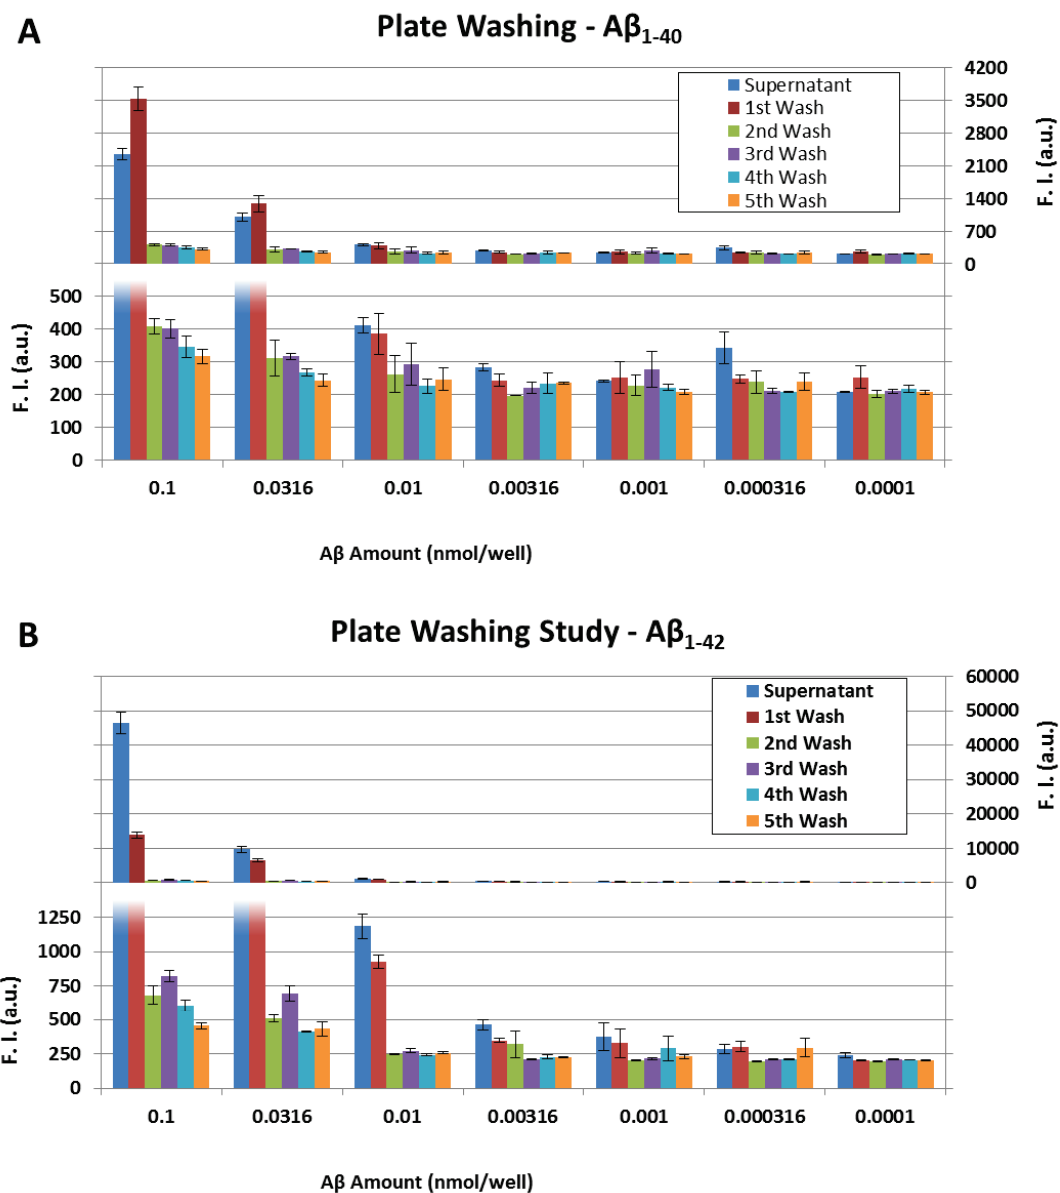 A
Plate Washing - Aβ1-40
4200
3500
2800
2100
1400
700
0
F. I. (a.u.)
Supernatant
1st Wash
2nd Wash
3rd Wash
4th Wash
5th Wash
500
400
300
200
100
0
F. I. (a.u.)
0.1 0.0316 0.01 0.00316 0.001 0.000316 0.0001
Aβ Amount (nmol/well)
B
Plate Washing Study - Aβ1-42
60000
50000
40000
30000
20000
10000
0
F. I. (a.u.)
Supernatant
1st Wash
2nd Wash
3rd Wash
4th Wash
5th Wash
1250
1000
750
500
250
0
F. I. (a.u.)
0.1 0.0316 0.01 0.00316 0.001 0.000316 0.0001
Aβ Amount (nmol/well)